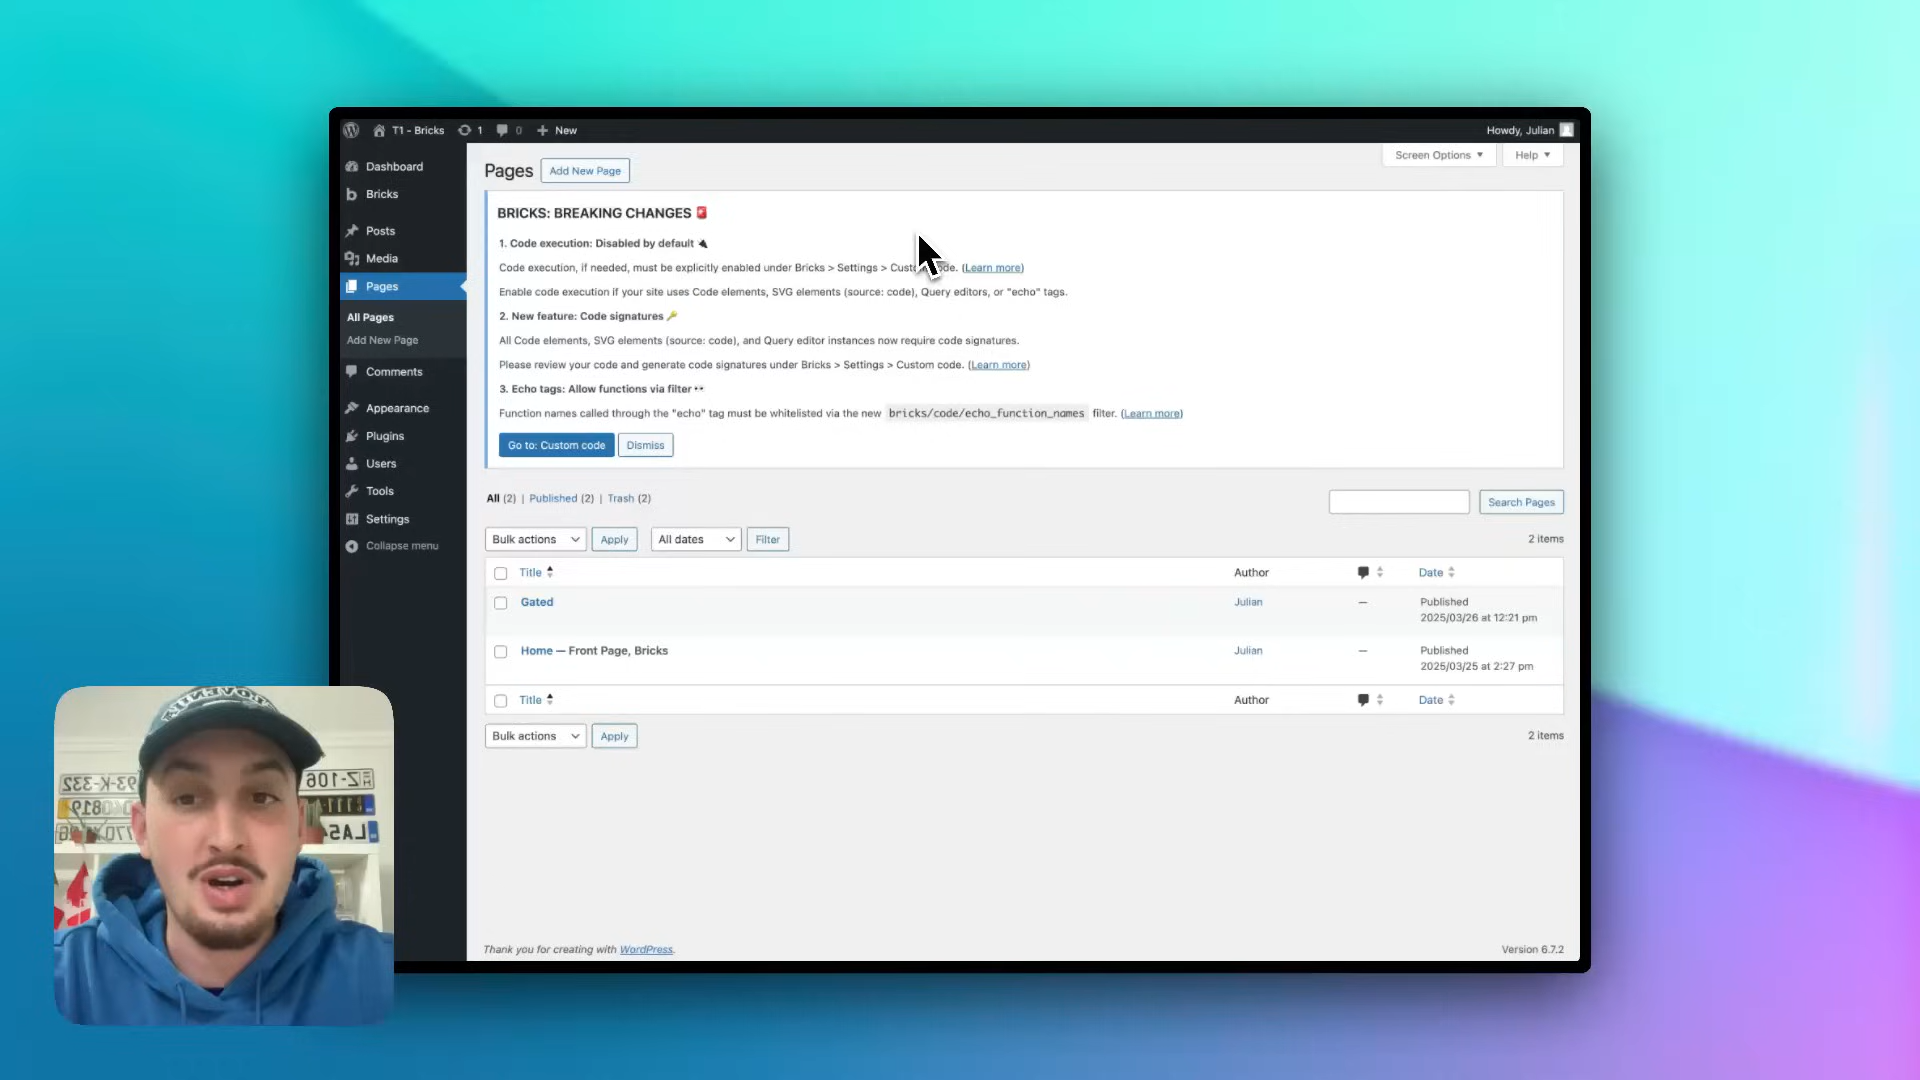 T1 - Bricks 1 0 New Howdy, Julian
Screen Options Help
Dashboard
Bricks
Posts
Media
Pages
All Pages
Add New Page
Comments
Appearance
Plugins
Users
Tools
Settings
Collapse menu
Pages Add New Page
BRICKS: BREAKING CHANGES 🚨
1. Code execution: Disabled by default
Code execution, if needed, must be explicitly enabled under Bricks > Settings > (Learn more)
Enable code execution if your site uses Code elements, SVG elements (source: code), Query editors, or "echo" tags.
2. New feature: Code signatures 🔑
All Code elements, SVG elements (source: code), and Query editor instances now require code signatures.
Please review your code and generate code signatures under Bricks > Settings > Custom code. (Learn more)
3. Echo tags: Allow functions via filter
Function names called through the "echo" tag must be whitelisted via the new bricks/code/echo_function_names filter. (Learn more)
Go to: Custom code Dismiss
All (2) | Published (2) | Trash (2) Search Pages
Bulk actions Apply All dates Filter 2 items
Title Author Date
Gated Julian — Published
2025/03/26 at 12:21 pm
Home — Front Page, Bricks Julian — Published
2025/03/25 at 2:27 pm
Title Author Date
Bulk actions Apply 2 items
Thank you for creating with WordPress. Version 6.7.2